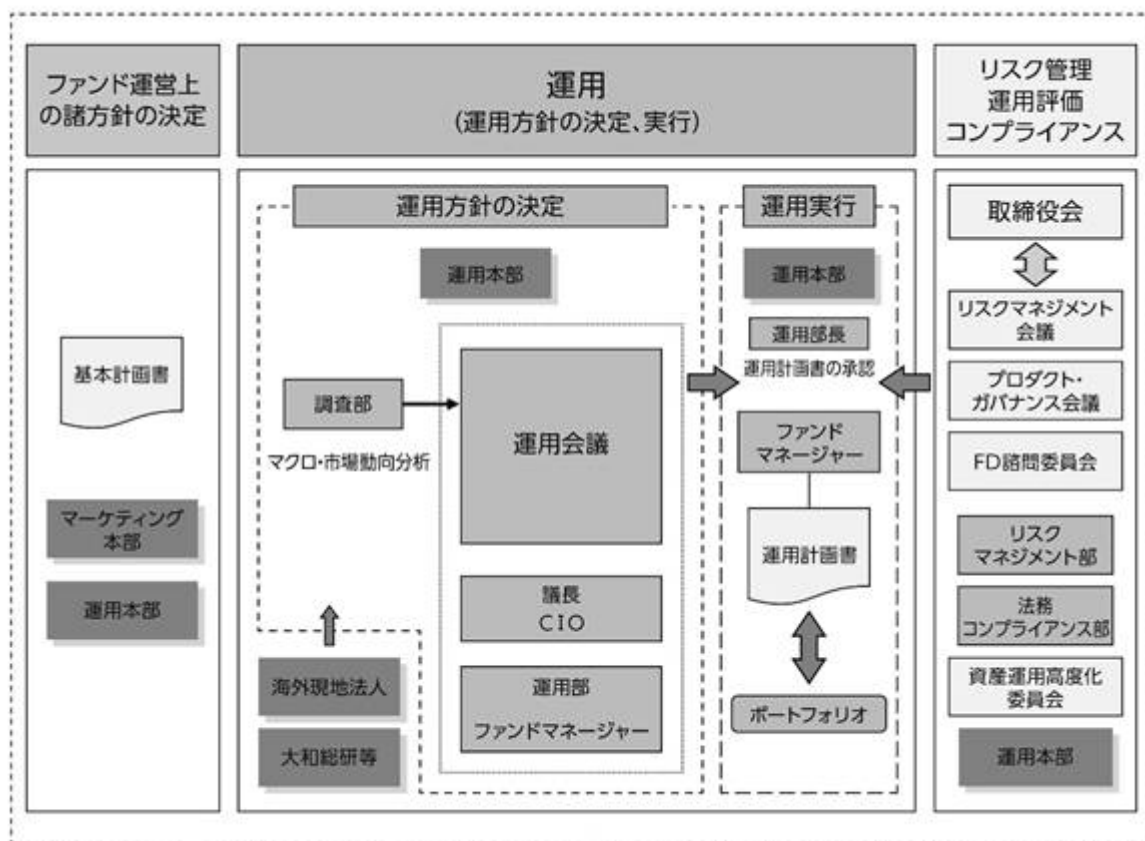 ファンド運営上
の諸方針の決定
運用
(運用方針の決定、実行)
リスク管理
運用評価
コンプライアンス
基本計画書
マーケティング
本部
運用本部
運用方針の決定
運用本部
調査部
マクロ・市場動向分析
運用会議
議長
CIO
運用部
ファンドマネージャー
海外現地法人
大和総研等
運用実行
運用本部
運用部長
運用計画書の承認
ファンド
マネージャー
運用計画書
ポートフォリオ
取締役会
リスクマネジメント
会議
プロダクト・
ガバナンス会議
FD諮問委員会
リスク
マネジメント部
法務
コンプライアンス部
資産運用高度化
委員会
運用本部